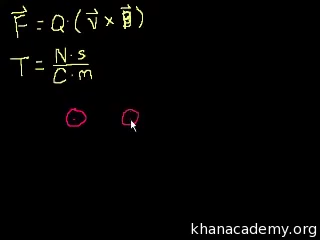 F⃗ = Q · (v⃗ × B⃗)
T = N·s / C·m
khanacademy.org